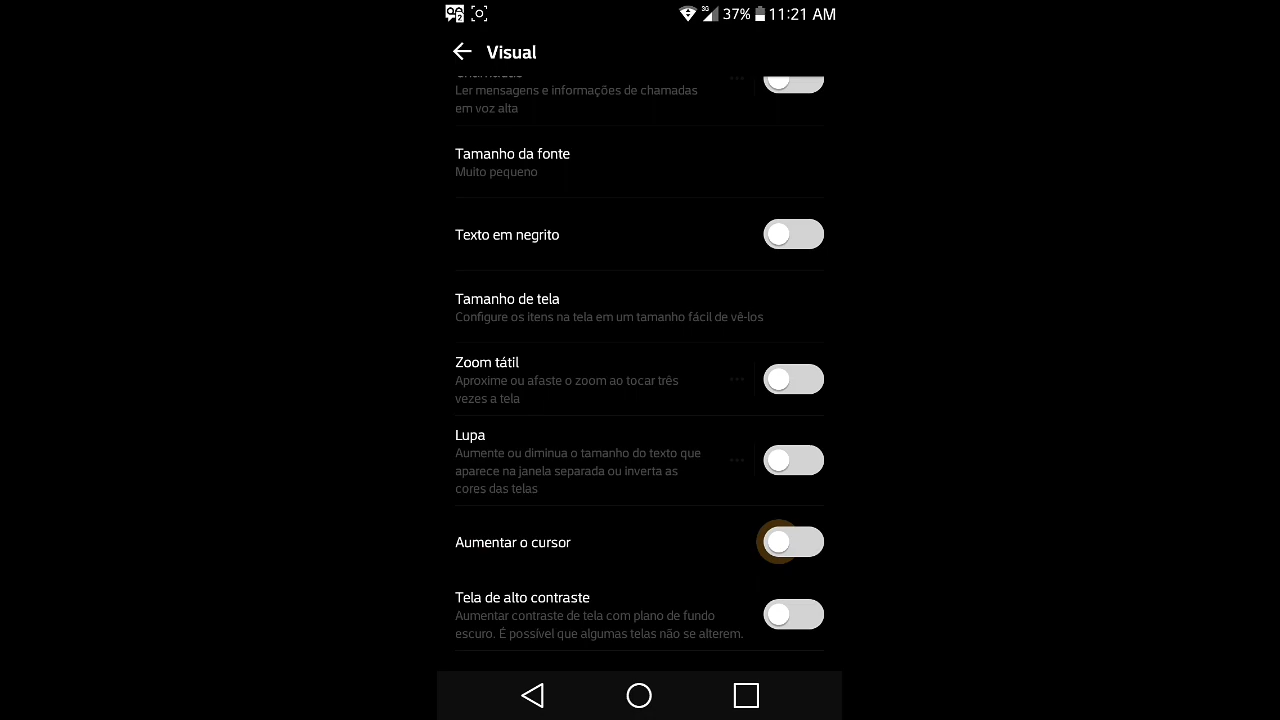 3G 37% 11:21 AM
Visual
Ler mensagens e informações de chamadas
em voz alta
Tamanho da fonte
Muito pequeno
Texto em negrito
Tamanho de tela
Configure os itens na tela em um tamanho fácil de vê-los
Zoom tátil
Aproxime ou afaste o zoom ao tocar três
vezes a tela
Lupa
Aumente ou diminua o tamanho do texto que
aparece na janela separada ou inverta as
cores das telas
Aumentar o cursor
Tela de alto contraste
Aumentar contraste de tela com plano de fundo
escuro. É possível que algumas telas não se alterem.